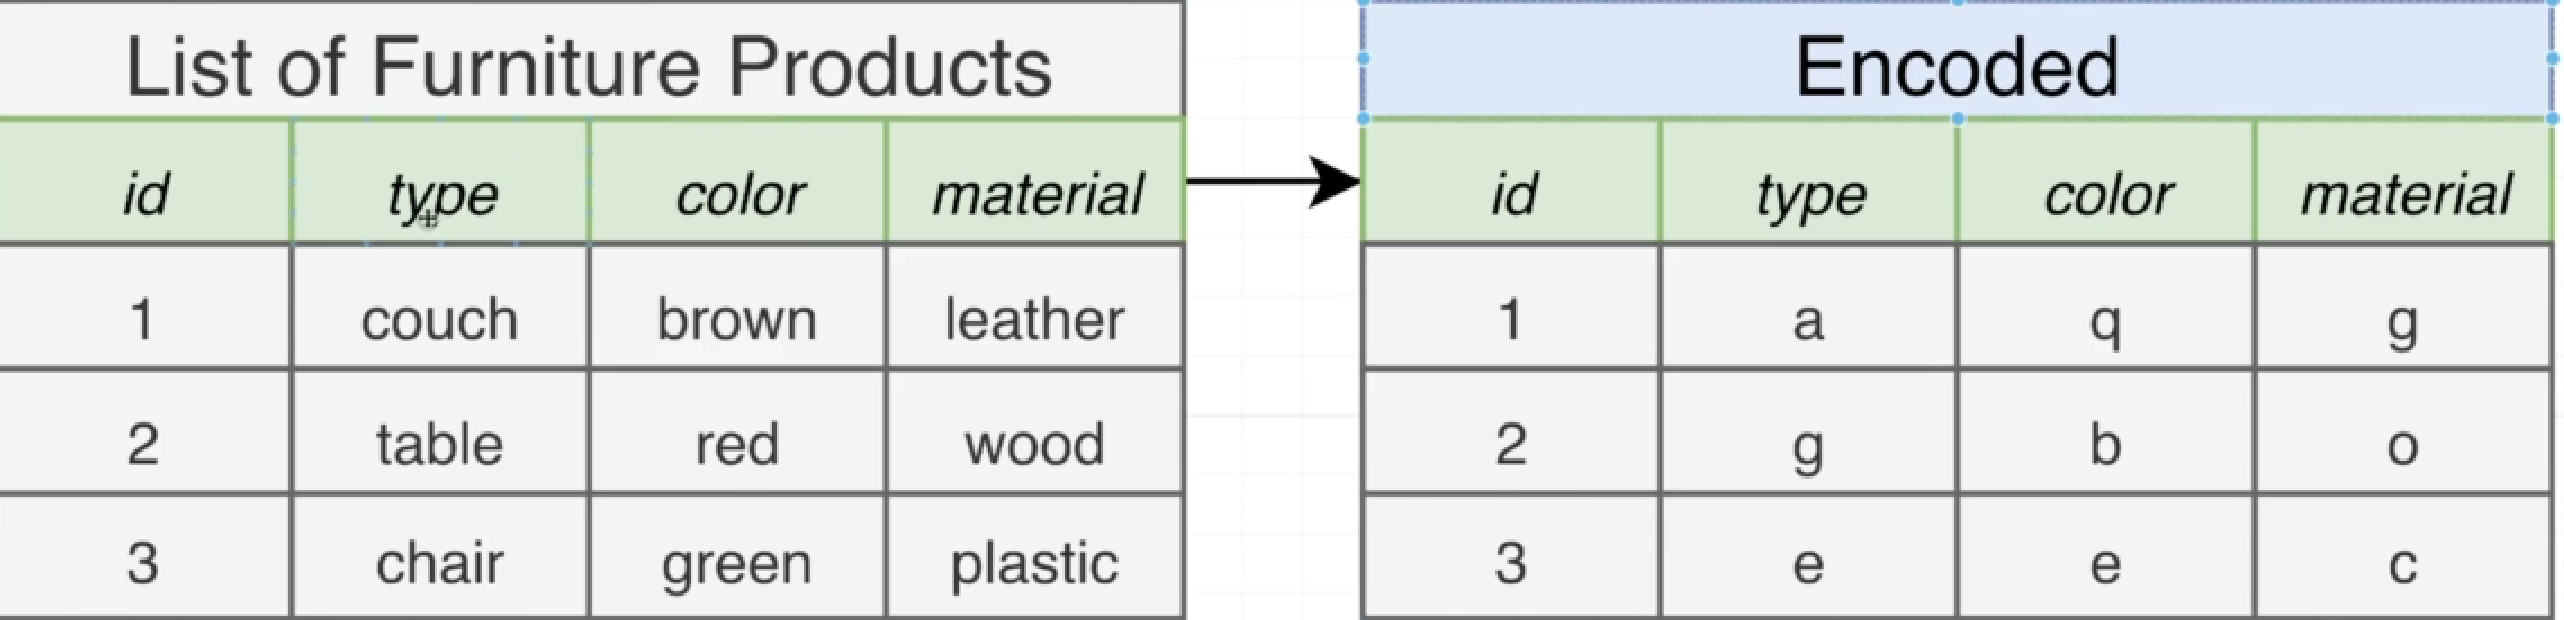 List of Furniture Products
id type color material
1 couch brown leather
2 table red wood
3 chair green plastic
Encoded
id type color material
1 a q g
2 g b o
3 e e c